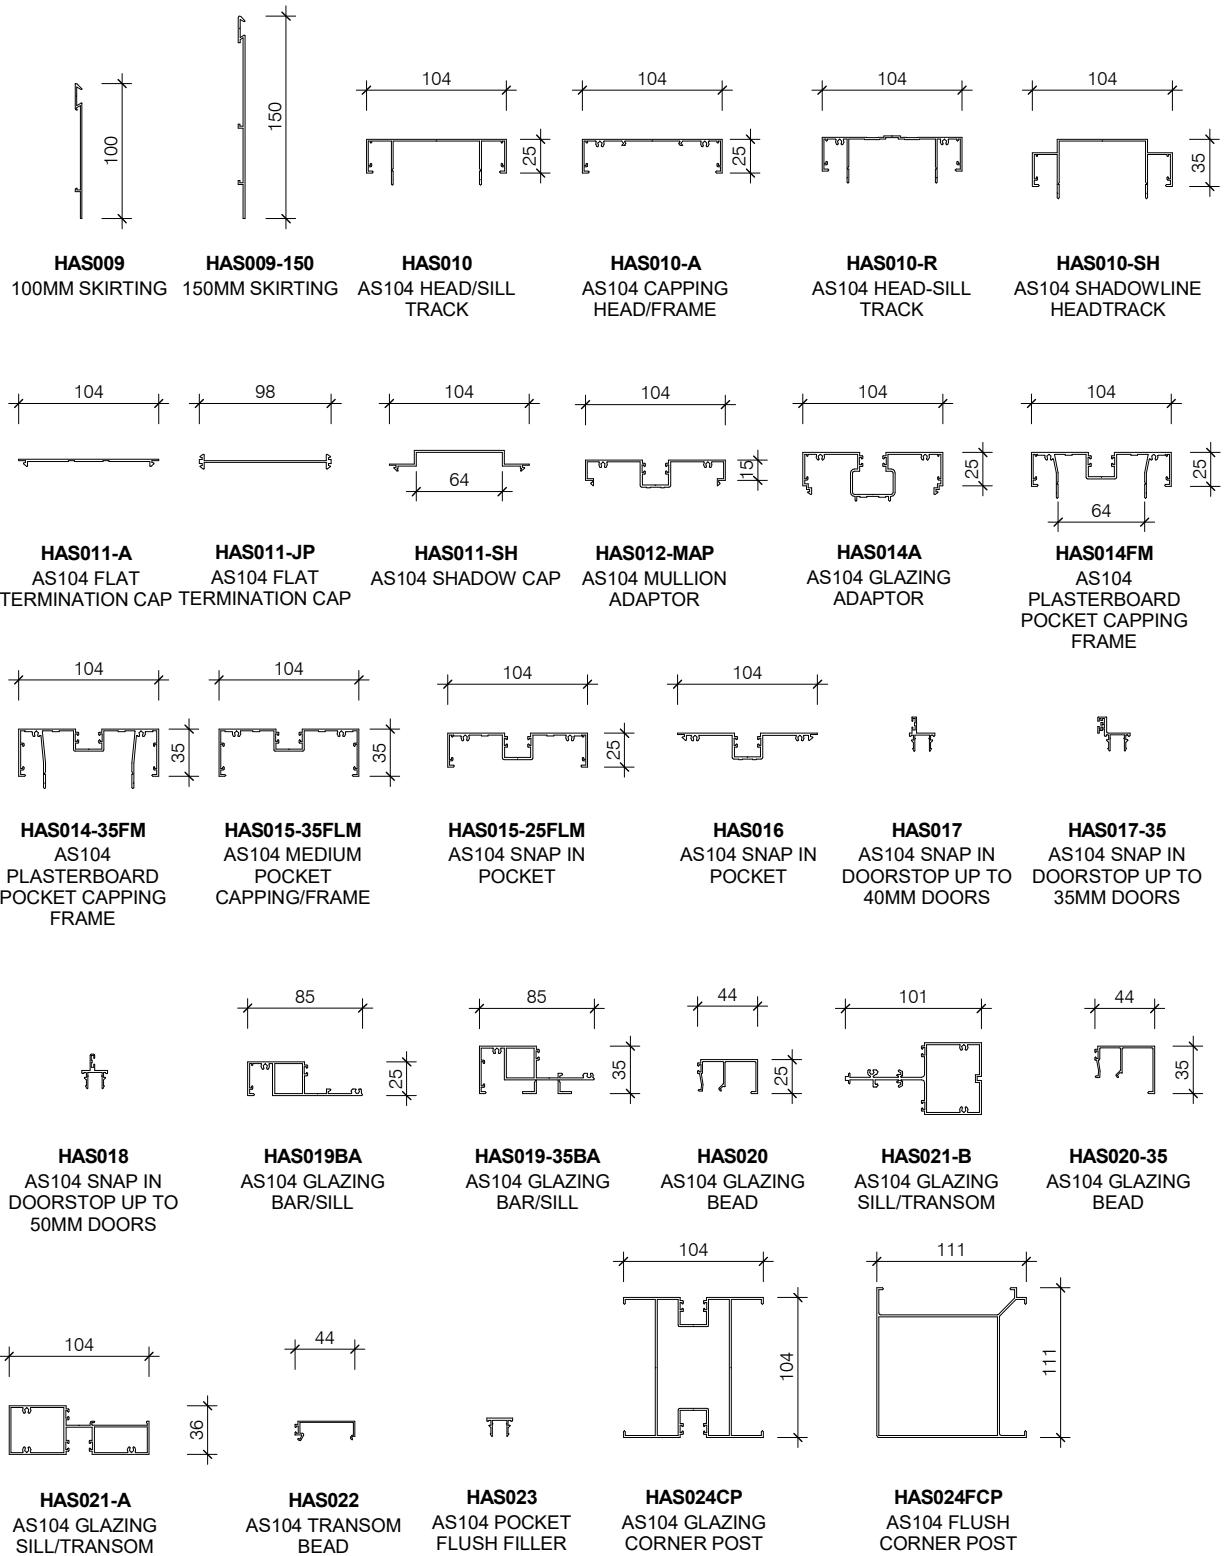 100
150
104
25
104
25
104
104
35
HAS009
100MM SKIRTING
HAS009-150
150MM SKIRTING
HAS010
AS104 HEAD/SILL
TRACK
HAS010-A
AS104 CAPPING
HEAD/FRAME
HAS010-R
AS104 HEAD-SILL
TRACK
HAS010-SH
AS104 SHADOWLINE
HEADTRACK
104
98
104
64
104
15
104
25
104
25
64
HAS011-A
AS104 FLAT
TERMINATION CAP
HAS011-JP
AS104 FLAT
TERMINATION CAP
HAS011-SH
AS104 SHADOW CAP
HAS012-MAP
AS104 MULLION
ADAPTOR
HAS014A
AS104 GLAZING
ADAPTOR
HAS014FM
AS104
PLASTERBOARD
POCKET CAPPING
FRAME
104
35
104
35
104
25
104
HAS014-35FM
AS104
PLASTERBOARD
POCKET CAPPING
FRAME
HAS015-35FLM
AS104 MEDIUM
POCKET
CAPPING/FRAME
HAS015-25FLM
AS104 SNAP IN
POCKET
HAS016
AS104 SNAP IN
POCKET
HAS017
AS104 SNAP IN
DOORSTOP UP TO
40MM DOORS
HAS017-35
AS104 SNAP IN
DOORSTOP UP TO
35MM DOORS
85
25
85
35
44
25
101
44
35
HAS018
AS104 SNAP IN
DOORSTOP UP TO
50MM DOORS
HAS019BA
AS104 GLAZING
BAR/SILL
HAS019-35BA
AS104 GLAZING
BAR/SILL
HAS020
AS104 GLAZING
BEAD
HAS021-B
AS104 GLAZING
SILL/TRANSOM
HAS020-35
AS104 GLAZING
BEAD
104
36
44
104
104
111
111
HAS021-A
AS104 GLAZING
SILL/TRANSOM
HAS022
AS104 TRANSOM
BEAD
HAS023
AS104 POCKET
FLUSH FILLER
HAS024CP
AS104 GLAZING
CORNER POST
HAS024FCP
AS104 FLUSH
CORNER POST